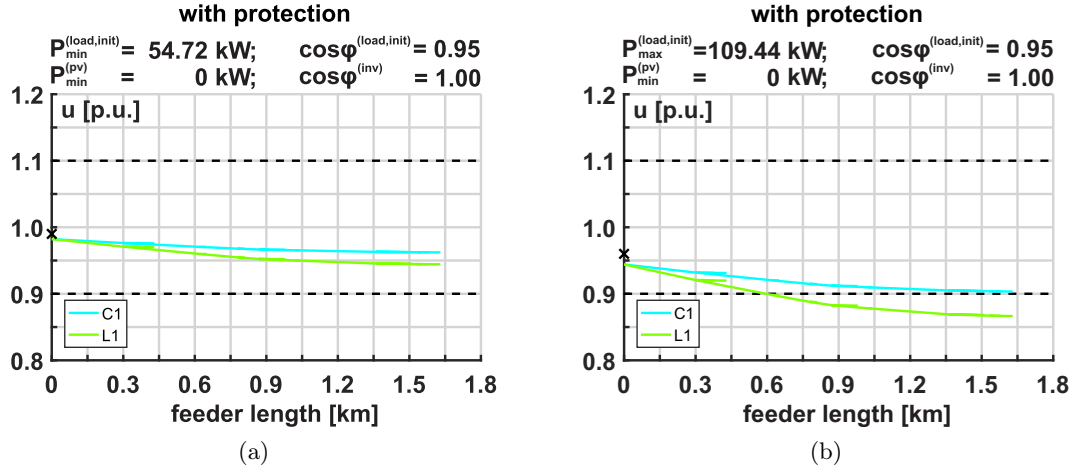 with protection
P_min^(load,init) = 54.72 kW; cosφ^(load,init) = 0.95
P_min^(pv) = 0 kW; cosφ^(inv) = 1.00
1.2
1.1
1.0
0.9
0.8
u [p.u.]
C1
L1
0 0.3 0.6 0.9 1.2 1.5 1.8
feeder length [km]
(a)
with protection
P_max^(load,init) =109.44 kW; cosφ^(load,init) = 0.95
P_min^(pv) = 0 kW; cosφ^(inv) = 1.00
1.2
1.1
1.0
0.9
0.8
u [p.u.]
C1
L1
0 0.3 0.6 0.9 1.2 1.5 1.8
feeder length [km]
(b)